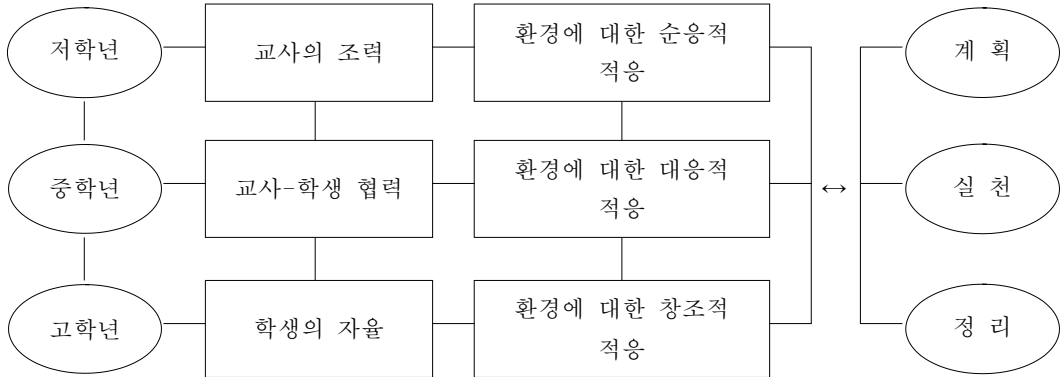 저학년
교사의 조력
환경에 대한 순응적
적응
계 획
중학년
교사-학생 협력
환경에 대한 대응적
적응
↔
실 천
고학년
학생의 자율
환경에 대한 창조적
적응
정 리